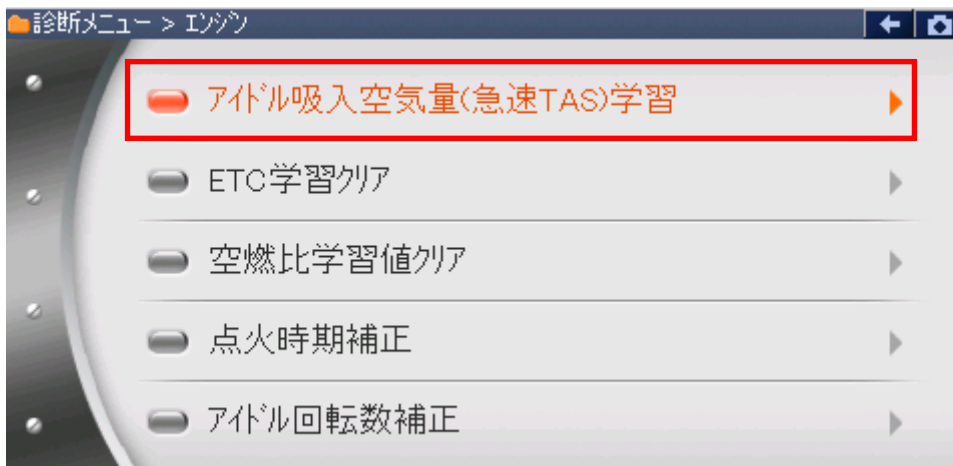 診断ﾒﾆｭｰ > ｴﾝｼﾞﾝ
ｱｲﾄﾞﾙ吸入空気量(急速TAS)学習
ETC学習ｸﾘｱ
空燃比学習値ｸﾘｱ
点火時期補正
ｱｲﾄﾞﾙ回転数補正